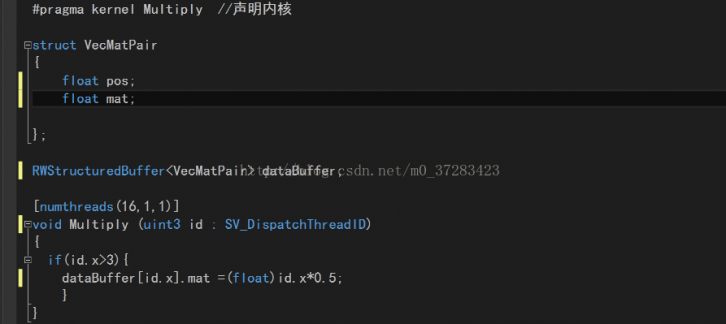 #pragma kernel Multiply  //声明内核
struct VecMatPair
{
    float pos;
    float mat;
};
RWStructuredBuffer<VecMatPair> dataBuffer;
http://blog.csdn.net/m0_37283423
[numthreads(16,1,1)]
void Multiply (uint3 id : SV_DispatchThreadID)
{
  if(id.x>3){
    dataBuffer[id.x].mat =(float)id.x*0.5;
    }
}